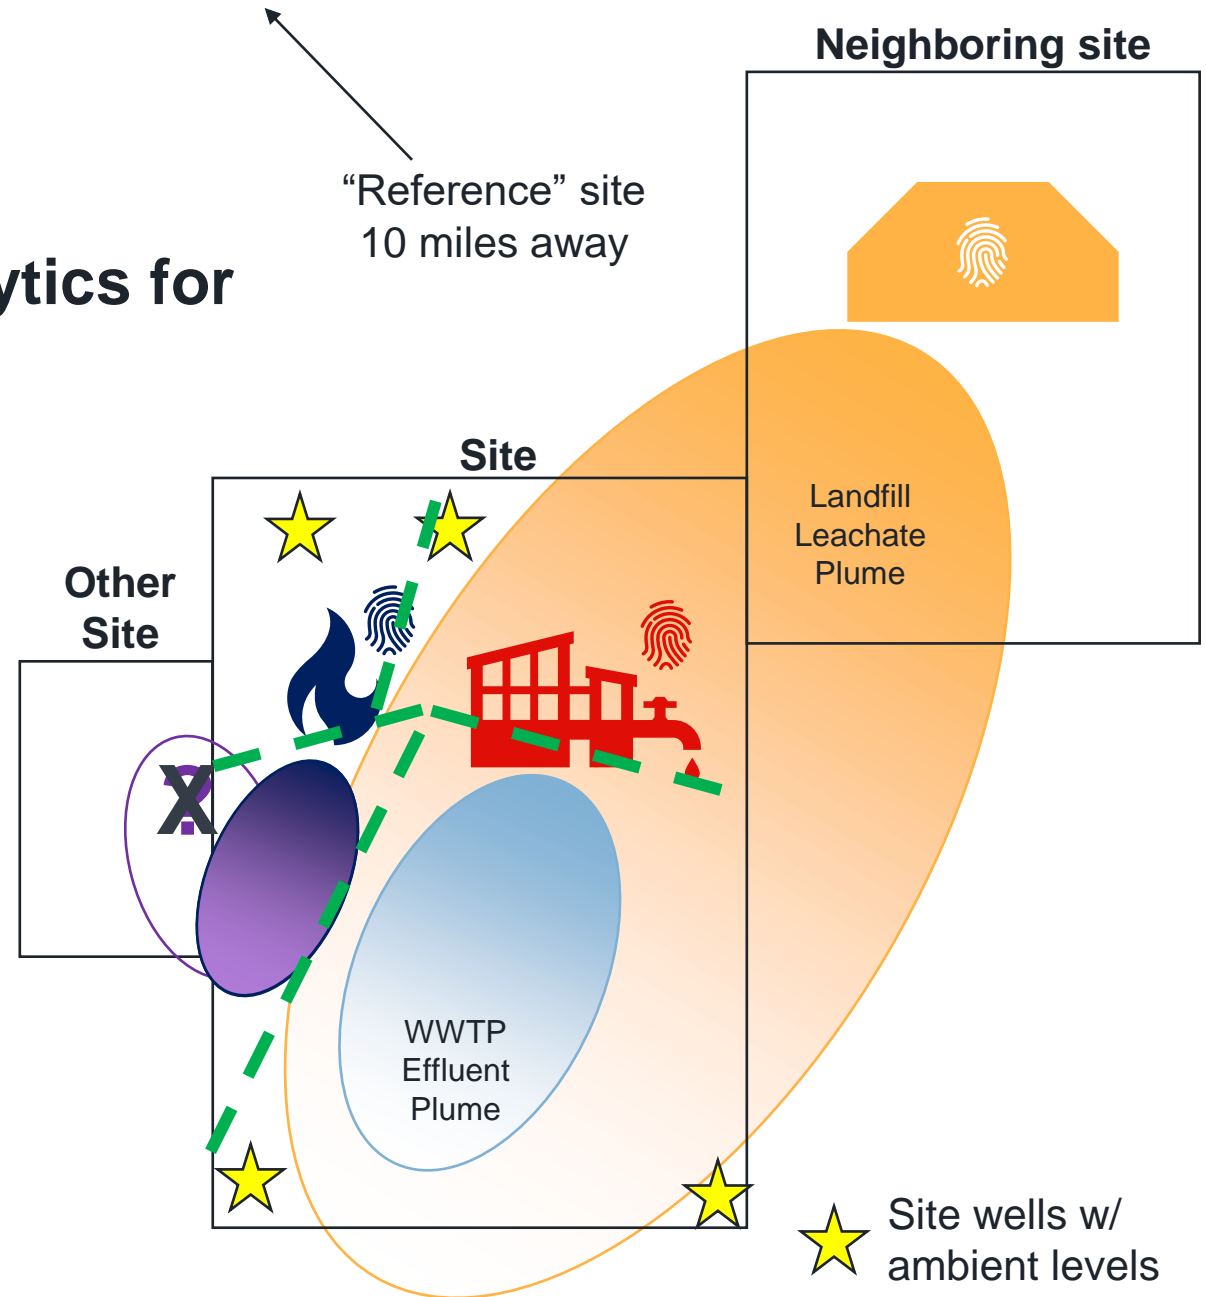 Neighboring site
“Reference” site
10 miles away
ytics for
Site
Landfill
Leachate
Plume
Other
Site
?
X
WWTP
Effluent
Plume
Site wells w/
ambient levels